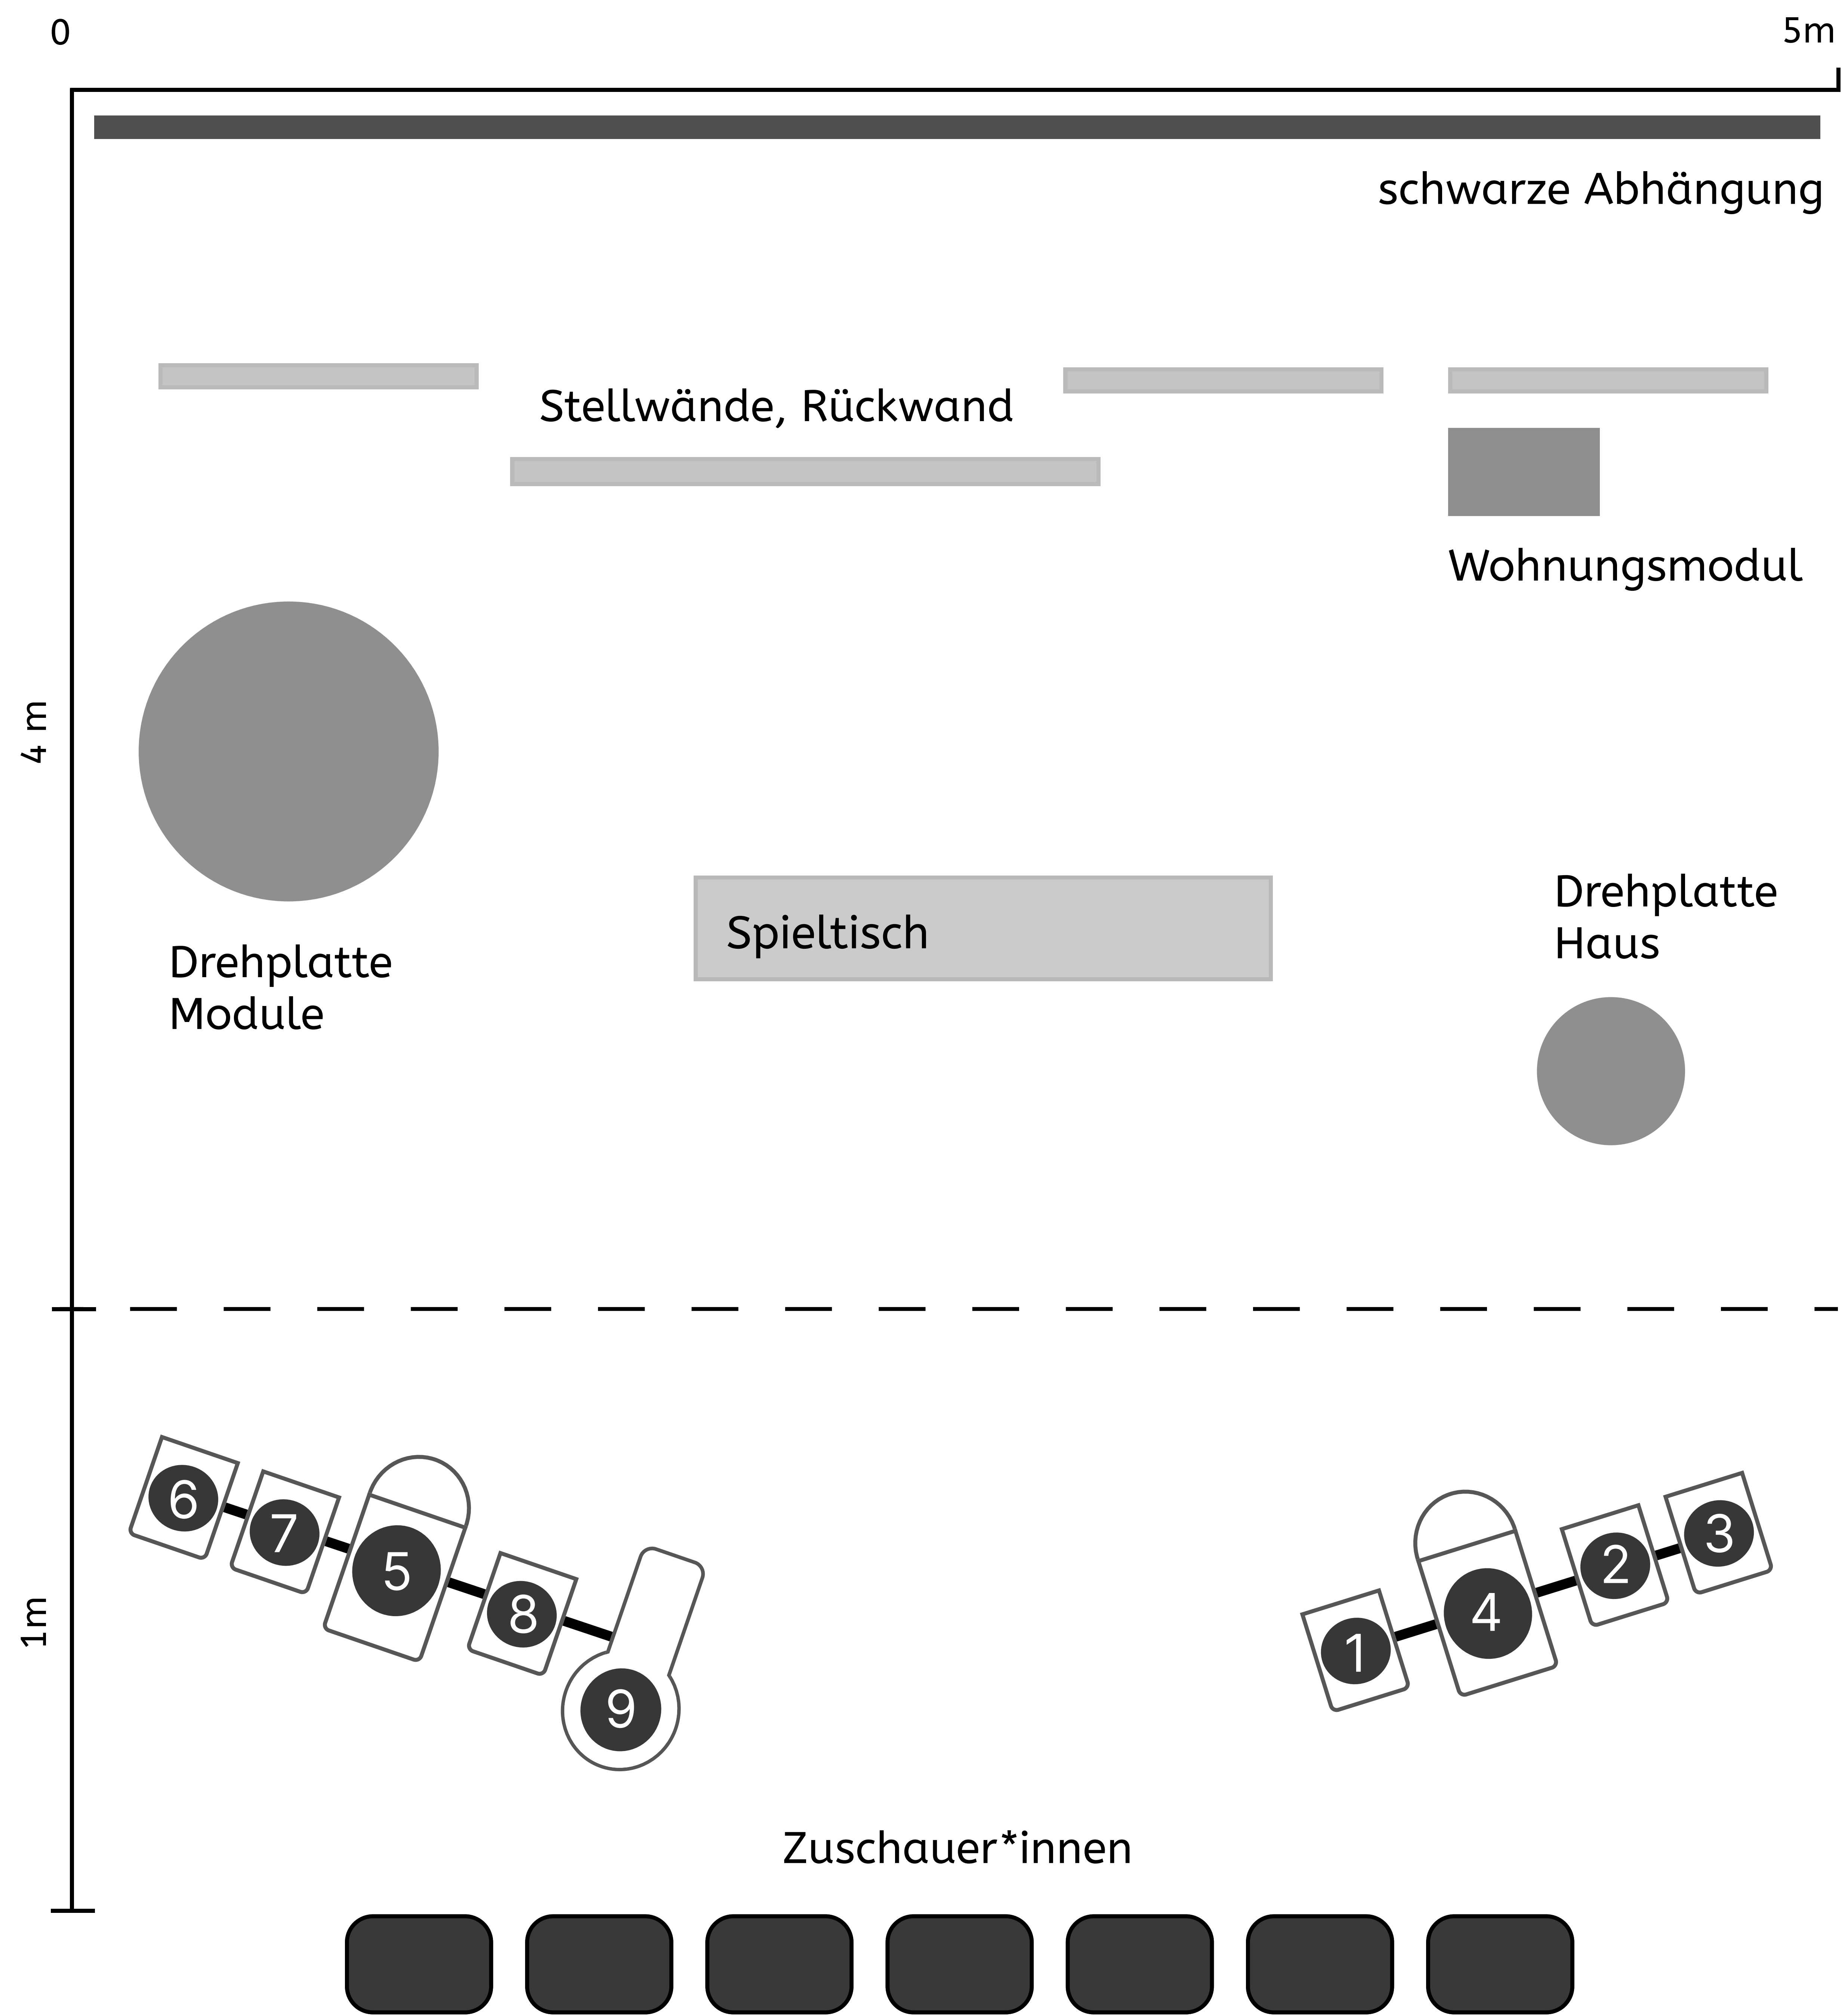 0
5m
schwarze Abhängung
Stellwände, Rückwand
Wohnungsmodul
4 m
Drehplatte
Module
Spieltisch
Drehplatte
Haus
6
7
5
8
9
1
4
2
3
1m
Zuschauer*innen